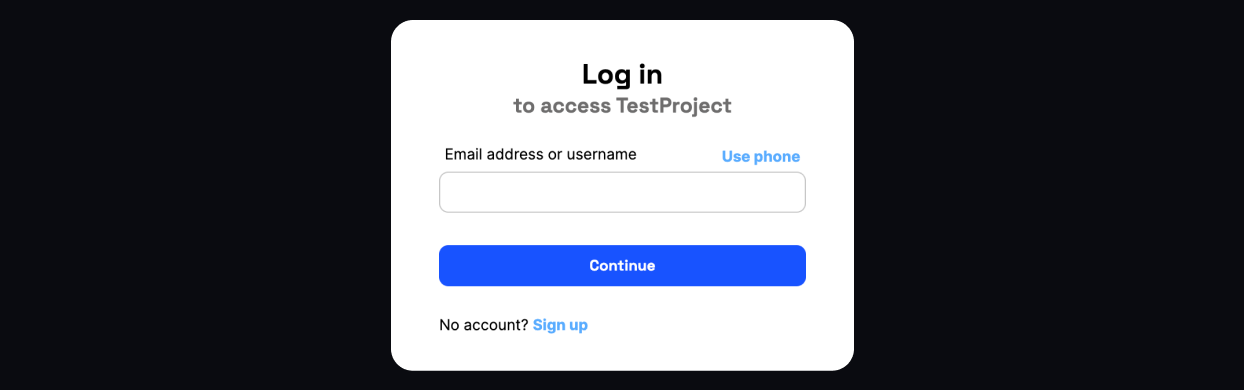 Log in
to access TestProject
Email address or username
Use phone
Continue
No account? Sign up